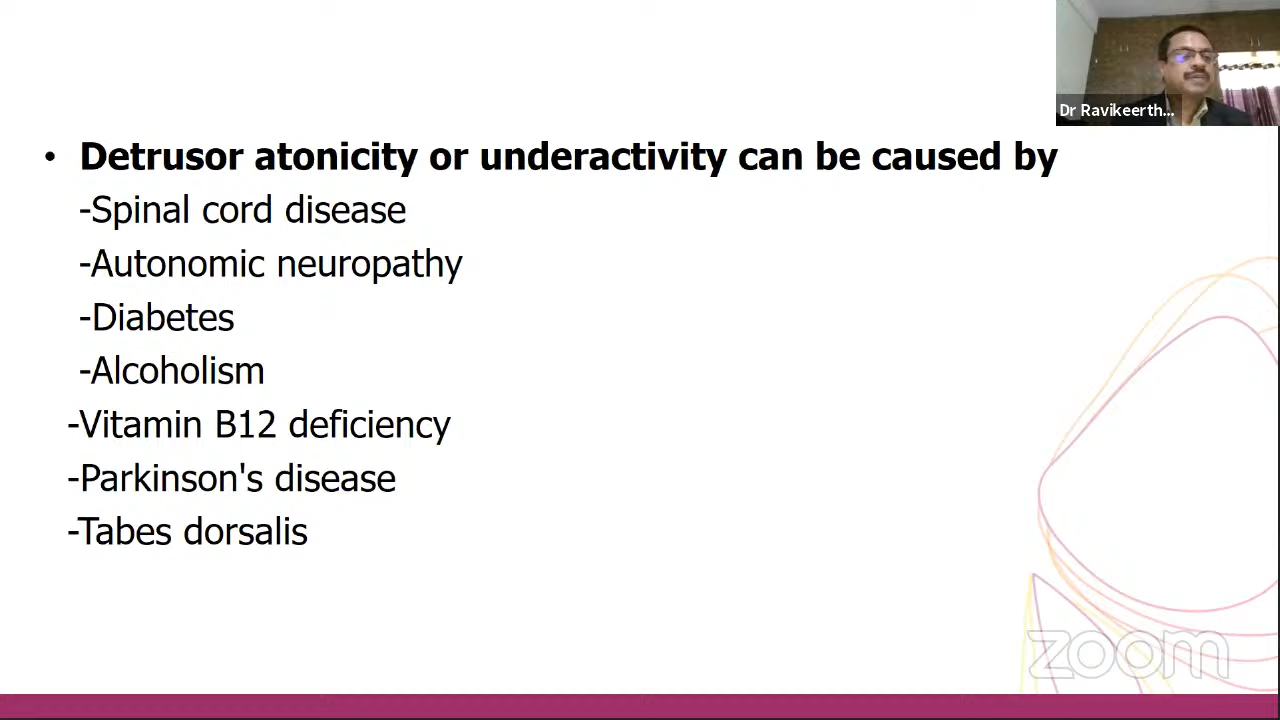 Dr Ravikeerth...
• Detrusor atonicity or underactivity can be caused by
-Spinal cord disease
-Autonomic neuropathy
-Diabetes
-Alcoholism
-Vitamin B12 deficiency
-Parkinson's disease
-Tabes dorsalis
zoom